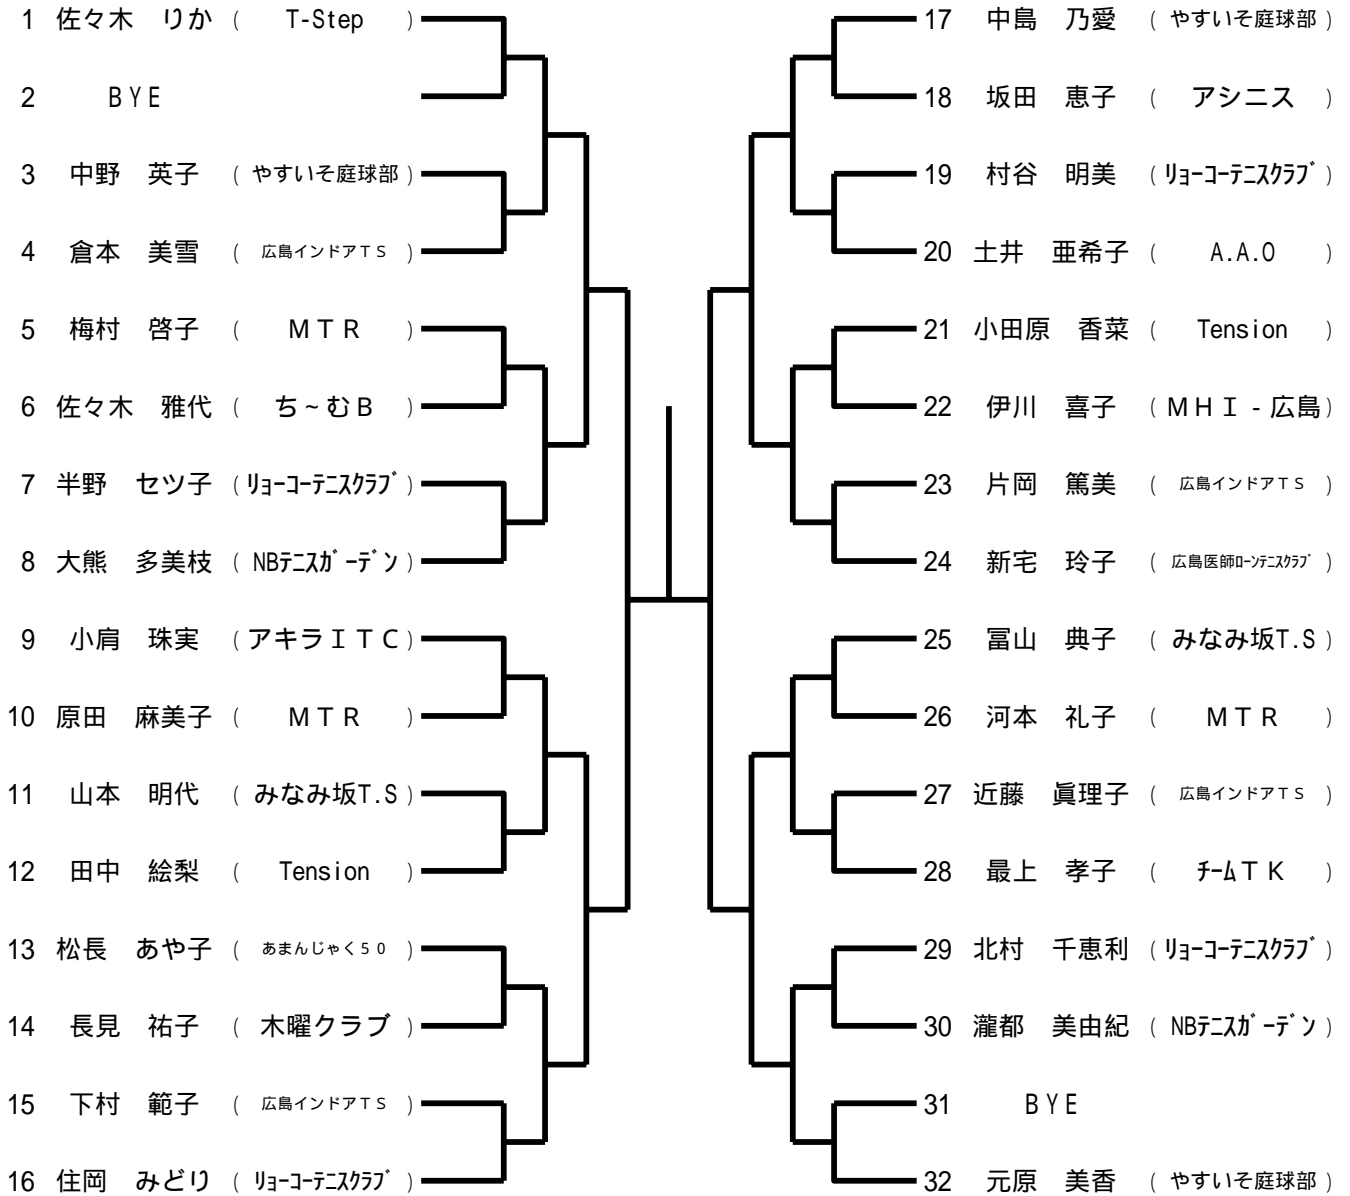 1 佐々木 りか ( T-Step )
2 ＢＹＥ
3 中野 英子 ( やすいそ庭球部 )
4 倉本 美雪 ( 広島インドアＴＳ )
5 梅村 啓子 ( ＭＴＲ )
6 佐々木 雅代 ( ち～むＢ )
7 半野 セツ子 ( ﾘｮｰｺｰﾃﾆｽｸﾗﾌﾞ )
8 大熊 多美枝 ( NBﾃﾆｽｶﾞｰﾃﾞﾝ )
9 小肩 珠実 ( アキラＩＴＣ )
10 原田 麻美子 ( ＭＴＲ )
11 山本 明代 ( みなみ坂T.S )
12 田中 絵梨 ( Tension )
13 松長 あや子 ( あまんじゃく５０ )
14 長見 祐子 ( 木曜クラブ )
15 下村 範子 ( 広島インドアＴＳ )
16 住岡 みどり ( ﾘｮｰｺｰﾃﾆｽｸﾗﾌﾞ )
17 中島 乃愛 ( やすいそ庭球部 )
18 坂田 恵子 ( アシニス )
19 村谷 明美 ( ﾘｮｰｺｰﾃﾆｽｸﾗﾌﾞ )
20 土井 亜希子 ( A.A.O )
21 小田原 香菜 ( Tension )
22 伊川 喜子 ( ＭＨＩ - 広島 )
23 片岡 篤美 ( 広島インドアＴＳ )
24 新宅 玲子 ( 広島医師ﾛｰﾝﾃﾆｽｸﾗﾌﾞ )
25 冨山 典子 ( みなみ坂T.S )
26 河本 礼子 ( ＭＴＲ )
27 近藤 眞理子 ( 広島インドアＴＳ )
28 最上 孝子 ( ﾁｰﾑＴＫ )
29 北村 千恵利 ( ﾘｮｰｺｰﾃﾆｽｸﾗﾌﾞ )
30 瀧都 美由紀 ( NBﾃﾆｽｶﾞｰﾃﾞﾝ )
31 ＢＹＥ
32 元原 美香 ( やすいそ庭球部 )